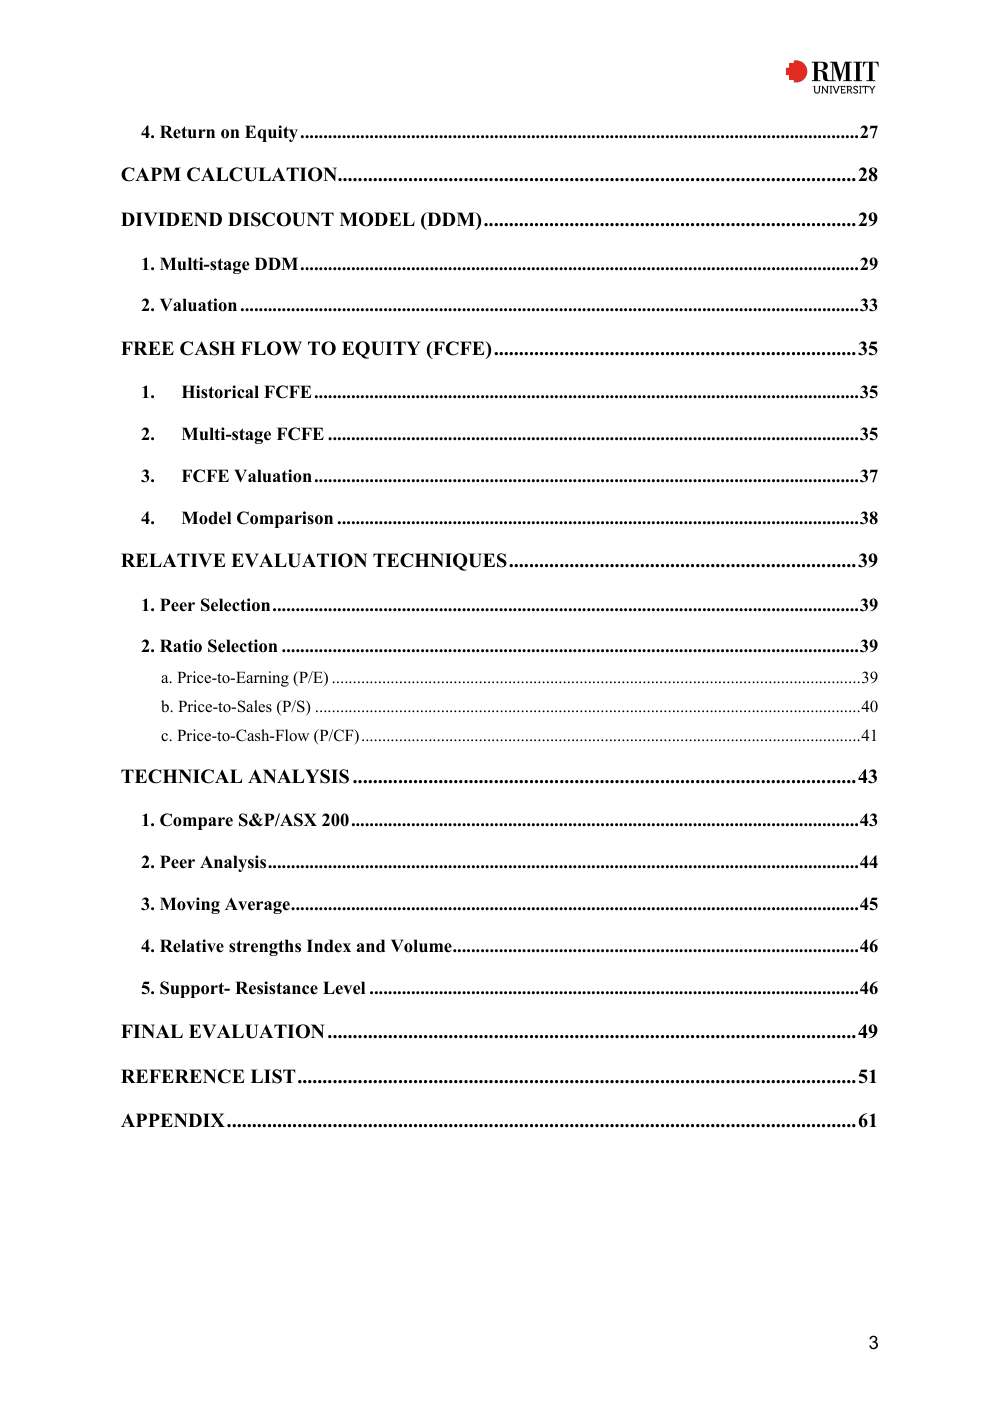 RMIT
UNIVERSITY
4. Return on Equity........27
CAPM CALCULATION........28
DIVIDEND DISCOUNT MODEL (DDM)........29
1. Multi-stage DDM........29
2. Valuation........33
FREE CASH FLOW TO EQUITY (FCFE)........35
1. Historical FCFE........35
2. Multi-stage FCFE........35
3. FCFE Valuation........37
4. Model Comparison........38
RELATIVE EVALUATION TECHNIQUES........39
1. Peer Selection........39
2. Ratio Selection........39
a. Price-to-Earning (P/E)........39
b. Price-to-Sales (P/S)........40
c. Price-to-Cash-Flow (P/CF)........41
TECHNICAL ANALYSIS........43
1. Compare S&P/ASX 200........43
2. Peer Analysis........44
3. Moving Average........45
4. Relative strengths Index and Volume........46
5. Support- Resistance Level........46
FINAL EVALUATION........49
REFERENCE LIST........51
APPENDIX........61
3